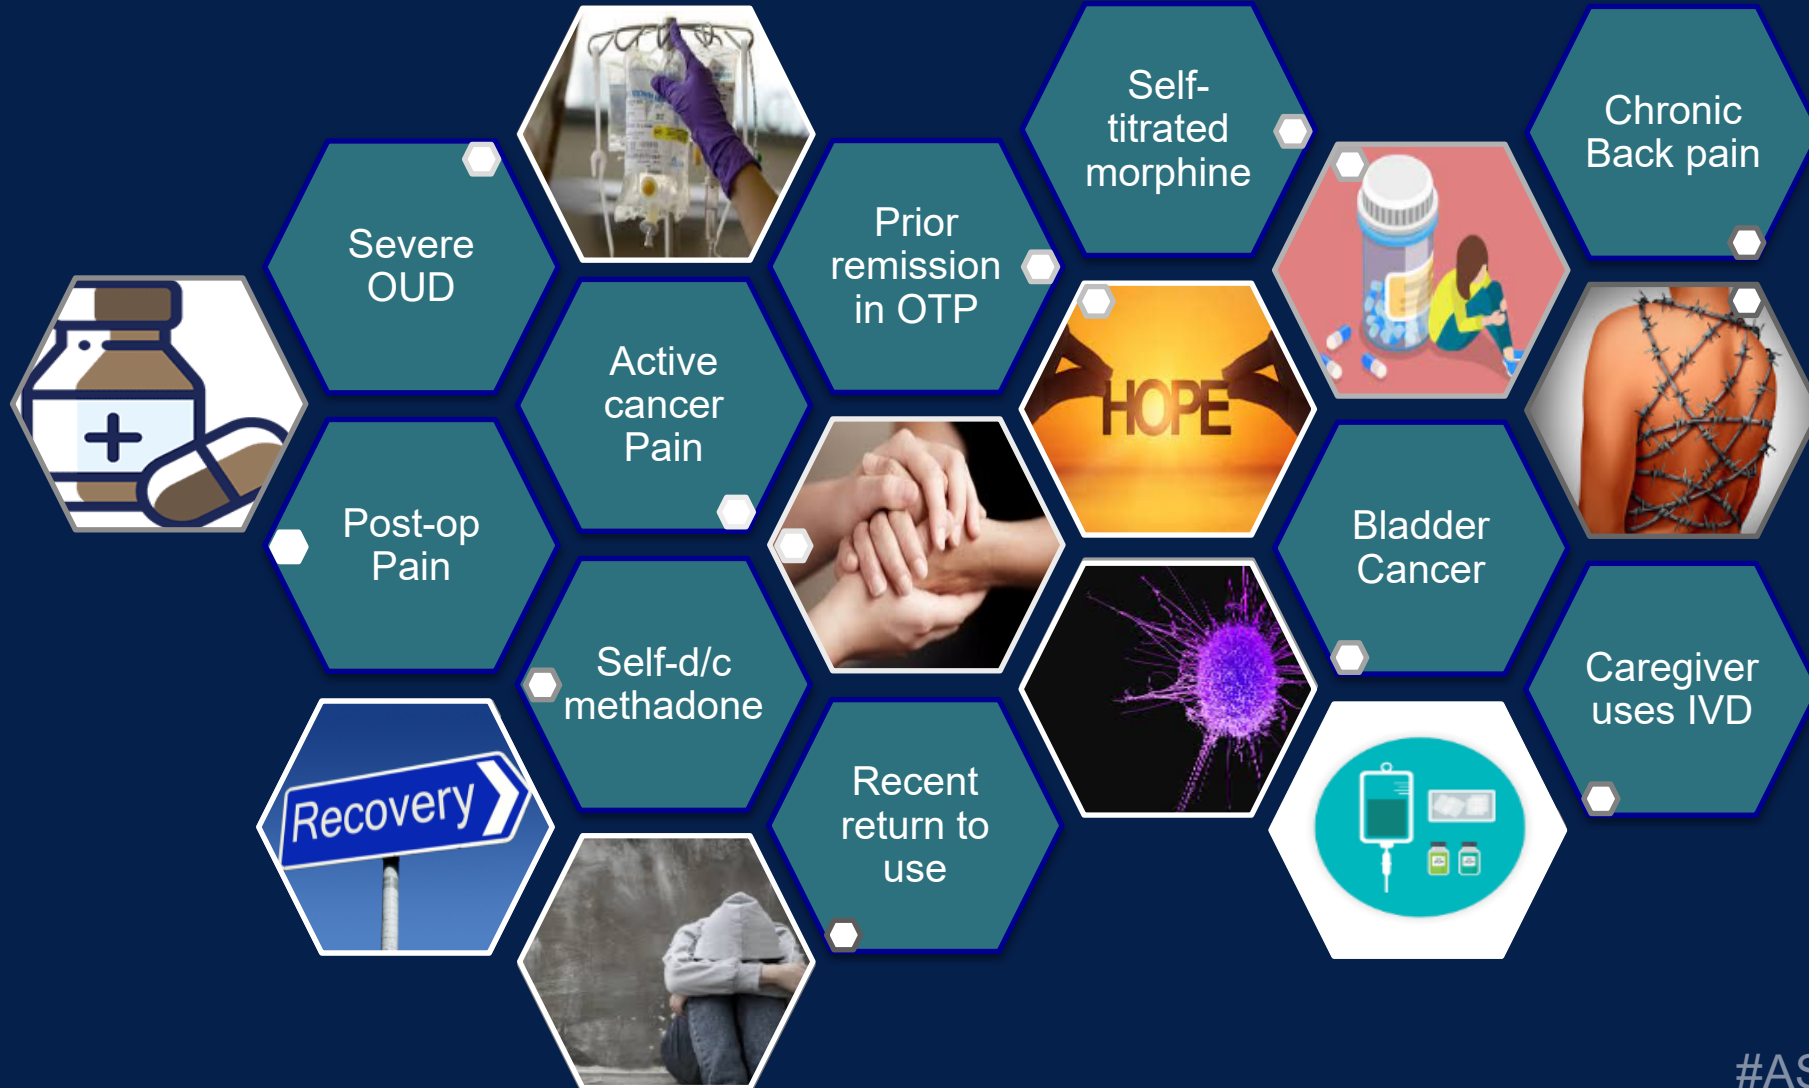 Severe
OUD
Post-op
Pain
Recovery
Active
cancer
Pain
Self-d/c
methadone
Prior
remission
in OTP
Recent
return to
use
Self-
titrated
morphine
HOPE
Bladder
Cancer
Chronic
Back pain
Caregiver
uses IVD
#AS